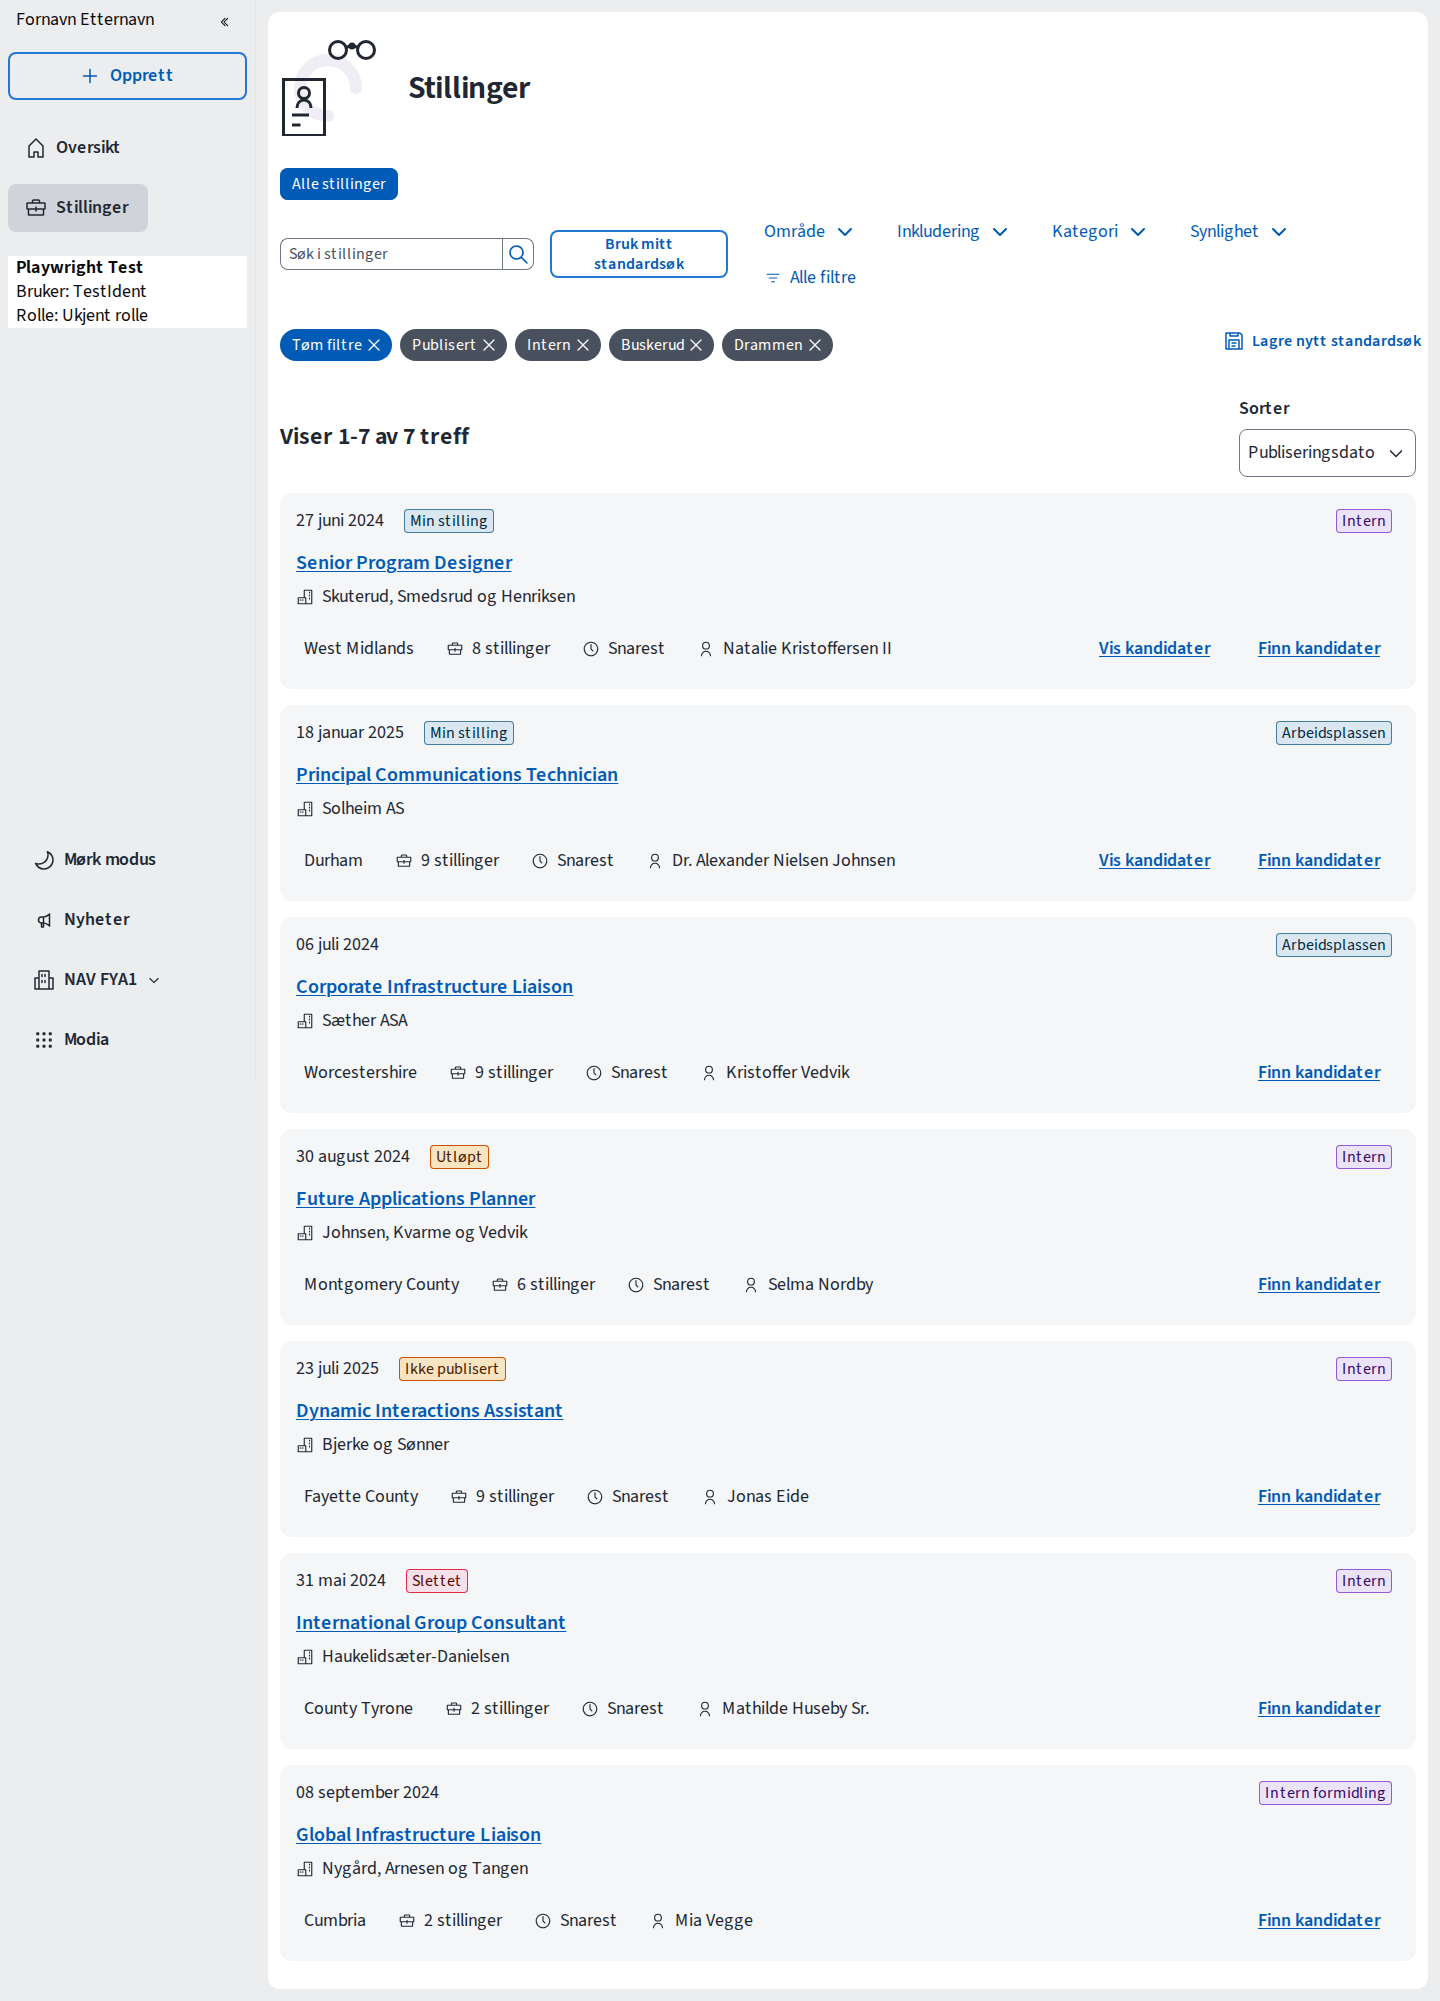 Fornavn Etternavn
Opprett
Oversikt
Stillinger
Playwright Test
Bruker: TestIdent
Rolle: Ukjent rolle
Mørk modus
Nyheter
NAV FYA1
Modia
Stillinger
Alle stillinger
Søk i stillinger
Bruk mitt
standardsøk
Område Inkludering Kategori Synlighet
Alle filtre
Tøm filtre Publisert Intern Buskerud Drammen
Lagre nytt standardsøk
Viser 1-7 av 7 treff
Sorter
Publiseringsdato
27 juni 2024 Min stilling Intern
Senior Program Designer
Skuterud, Smedsrud og Henriksen
West Midlands 8 stillinger Snarest Natalie Kristoffersen II Vis kandidater Finn kandidater
18 januar 2025 Min stilling Arbeidsplassen
Principal Communications Technician
Solheim AS
Durham 9 stillinger Snarest Dr. Alexander Nielsen Johnsen Vis kandidater Finn kandidater
06 juli 2024 Arbeidsplassen
Corporate Infrastructure Liaison
Sæther ASA
Worcestershire 9 stillinger Snarest Kristoffer Vedvik Finn kandidater
30 august 2024 Utløpt Intern
Future Applications Planner
Johnsen, Kvarme og Vedvik
Montgomery County 6 stillinger Snarest Selma Nordby Finn kandidater
23 juli 2025 Ikke publisert Intern
Dynamic Interactions Assistant
Bjerke og Sønner
Fayette County 9 stillinger Snarest Jonas Eide Finn kandidater
31 mai 2024 Slettet Intern
International Group Consultant
Haukelidsæter-Danielsen
County Tyrone 2 stillinger Snarest Mathilde Huseby Sr. Finn kandidater
08 september 2024 Intern formidling
Global Infrastructure Liaison
Nygård, Arnesen og Tangen
Cumbria 2 stillinger Snarest Mia Vegge Finn kandidater